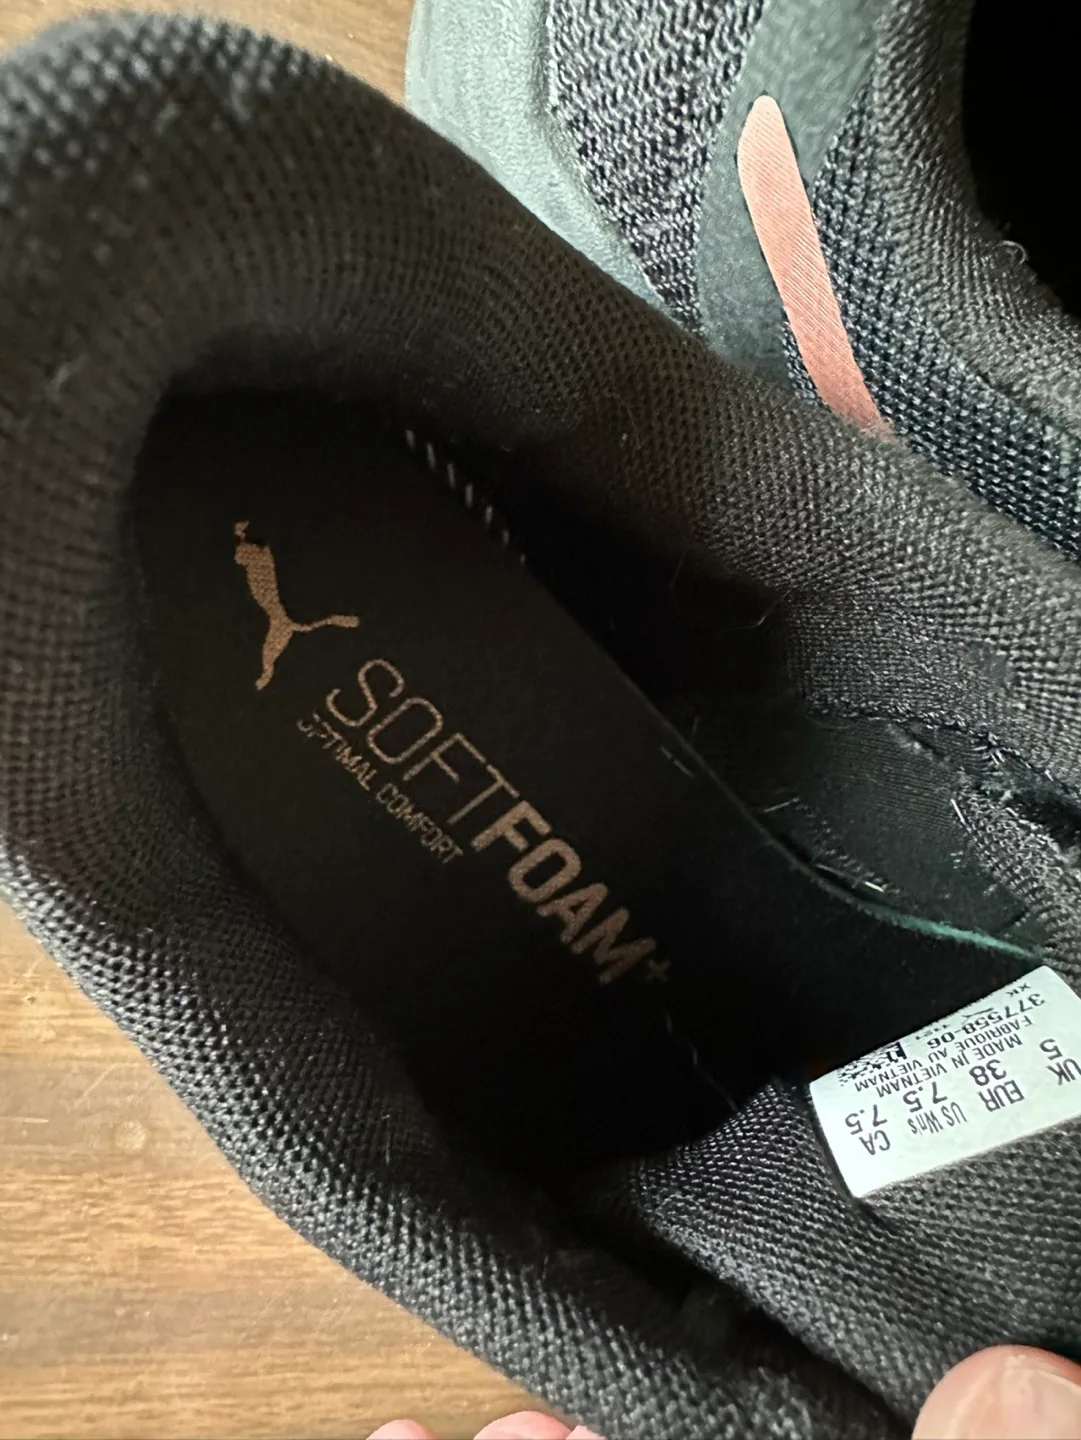 SOFTFOAM+
OPTIMAL COMFORT
UK EUR US Wn's CA
5 38 7.5 7.5
MADE IN VIETNAM
FABRIQUE AU VIETNAM
377558-06
XK